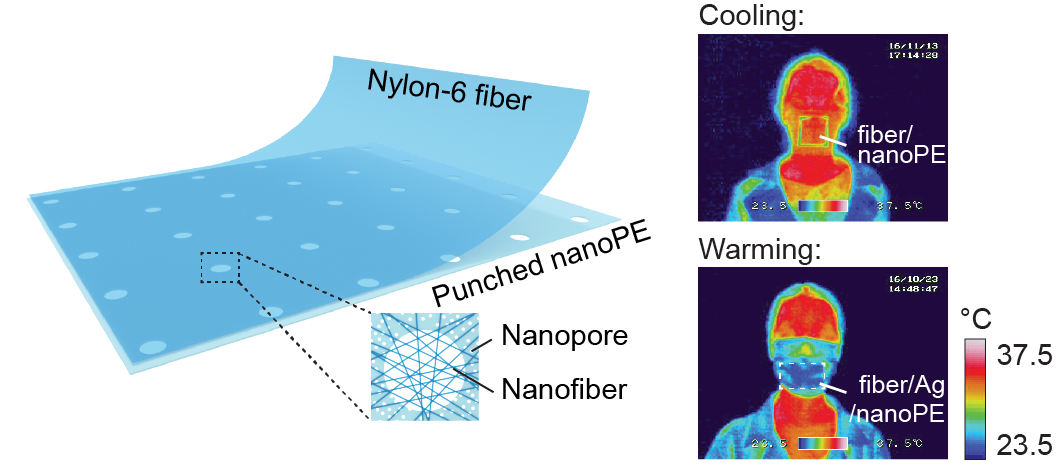 Nylon-6 fiber
Punched nanoPE
Nanopore
Nanofiber
Cooling:
16/11/13
17:14:28
fiber/
nanoPE
23.5 37.5℃
Warming:
16/10/23
14:48:47
fiber/Ag
/nanoPE
23.5 37.5℃
°C
37.5
23.5